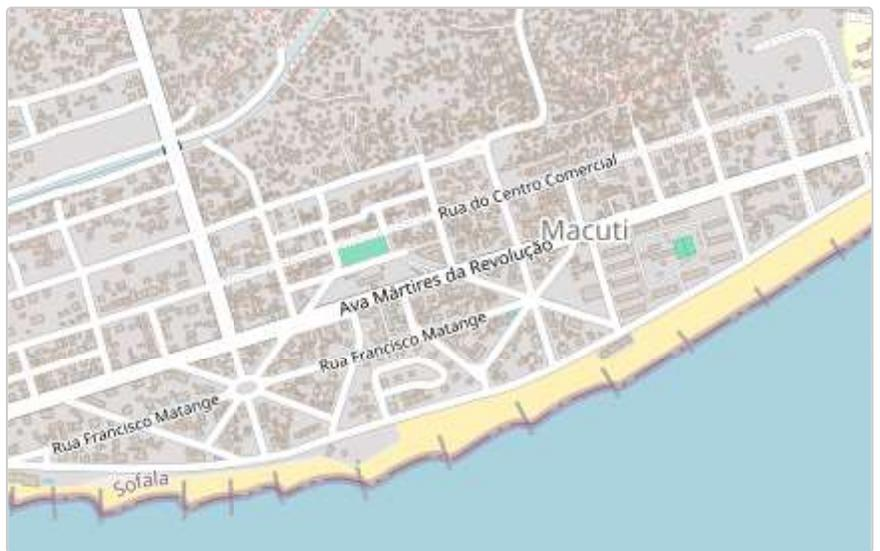 Rua do Centro Comercial
Macuti
Ava Mártires da Revolução
Rua Francisco Matange
Rua Francisco Matange
Sofala